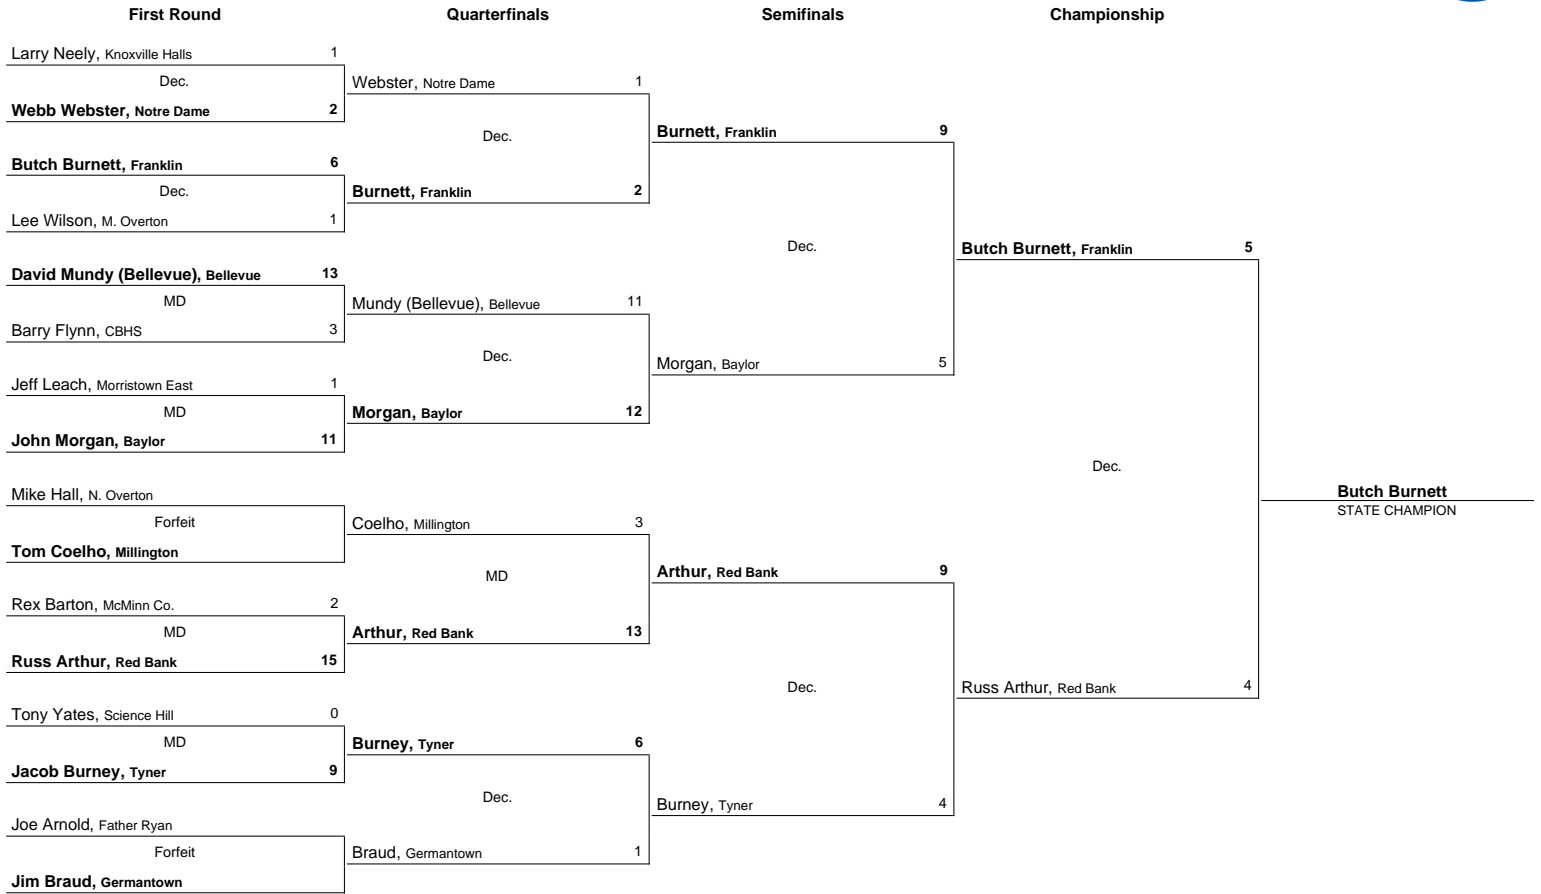 First Round
Quarterfinals
Semifinals
Championship
Larry Neely, Knoxville Halls 1
Dec.
Webb Webster, Notre Dame 2
Butch Burnett, Franklin 6
Dec.
Lee Wilson, M. Overton 1
David Mundy (Bellevue), Bellevue 13
MD
Barry Flynn, CBHS 3
Jeff Leach, Morristown East 1
MD
John Morgan, Baylor 11
Mike Hall, N. Overton
Forfeit
Tom Coelho, Millington
Rex Barton, McMinn Co. 2
MD
Russ Arthur, Red Bank 15
Tony Yates, Science Hill 0
MD
Jacob Burney, Tyner 9
Joe Arnold, Father Ryan
Forfeit
Jim Braud, Germantown
Webster, Notre Dame 1
Dec.
Burnett, Franklin 2
Mundy (Bellevue), Bellevue 11
Dec.
Morgan, Baylor 12
Coelho, Millington 3
MD
Arthur, Red Bank 13
Burney, Tyner 6
Dec.
Braud, Germantown 1
Burnett, Franklin 9
Dec.
Morgan, Baylor 5
Arthur, Red Bank 9
Dec.
Burney, Tyner 4
Butch Burnett, Franklin 5
Dec.
Russ Arthur, Red Bank 4
Butch Burnett
STATE CHAMPION